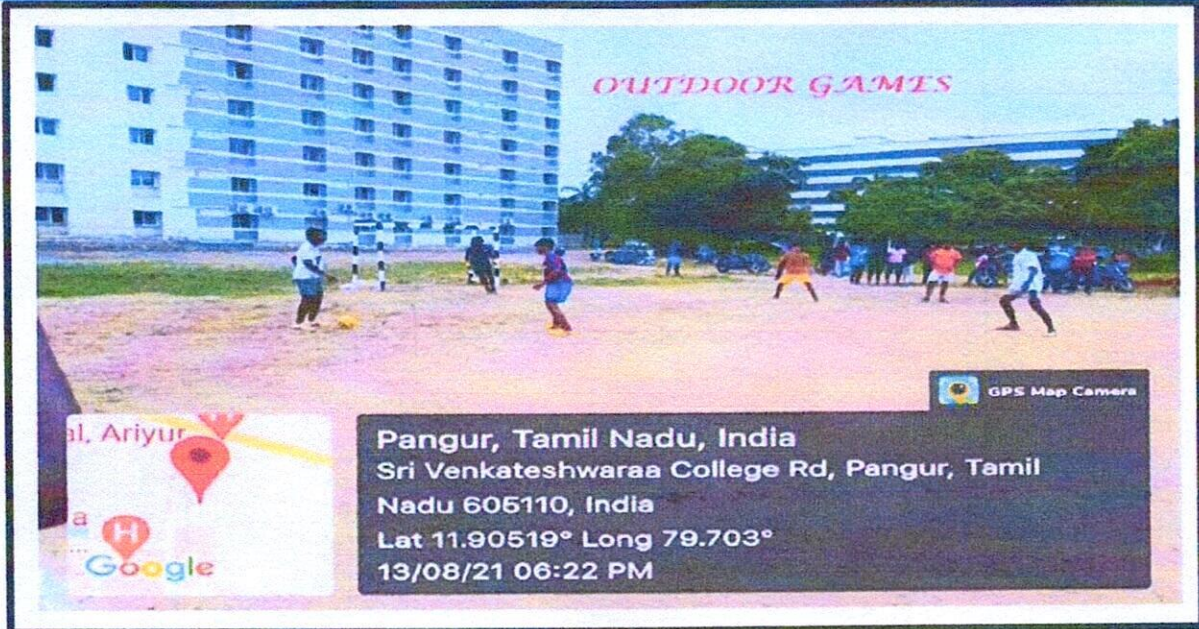 OUTDOOR GAMES
GPS Map Camera
al, Ariyur
a
H
Google
Pangur, Tamil Nadu, India
Sri Venkateshwaraa College Rd, Pangur, Tamil
Nadu 605110, India
Lat 11.90519° Long 79.703°
13/08/21 06:22 PM